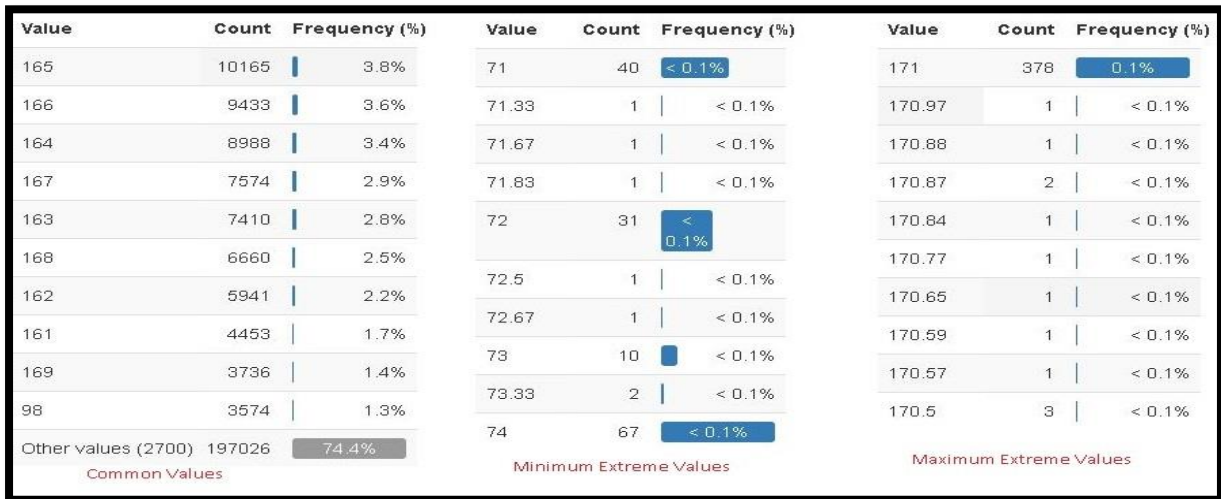 Value Count Frequency (%)
165 10165 3.8%
166 9433 3.6%
164 8988 3.4%
167 7574 2.9%
163 7410 2.8%
168 6660 2.5%
162 5941 2.2%
161 4453 1.7%
169 3736 1.4%
98 3574 1.3%
Other values (2700) 197026 74.4%
Common Values
Value Count Frequency (%)
71 40 < 0.1%
71.33 1 < 0.1%
71.67 1 < 0.1%
71.83 1 < 0.1%
72 31 <
0.1%
72.5 1 < 0.1%
72.67 1 < 0.1%
73 10 < 0.1%
73.33 2 < 0.1%
74 67 < 0.1%
Minimum Extreme Values
Value Count Frequency (%)
171 378 0.1%
170.97 1 < 0.1%
170.88 1 < 0.1%
170.87 2 < 0.1%
170.84 1 < 0.1%
170.77 1 < 0.1%
170.65 1 < 0.1%
170.59 1 < 0.1%
170.57 1 < 0.1%
170.5 3 < 0.1%
Maximum Extreme Values